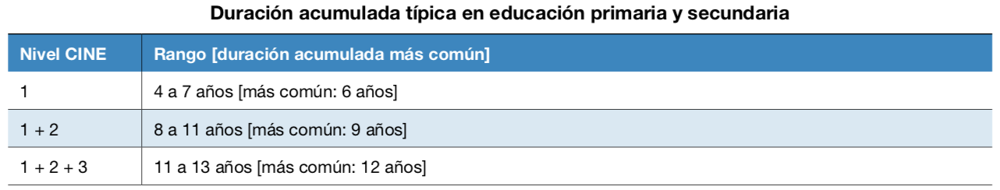 Duración acumulada típica en educación primaria y secundaria
Nivel CINE Rango [duración acumulada más común]
1 4 a 7 años [más común: 6 años]
1 + 2 8 a 11 años [más común: 9 años]
1 + 2 + 3 11 a 13 años [más común: 12 años]